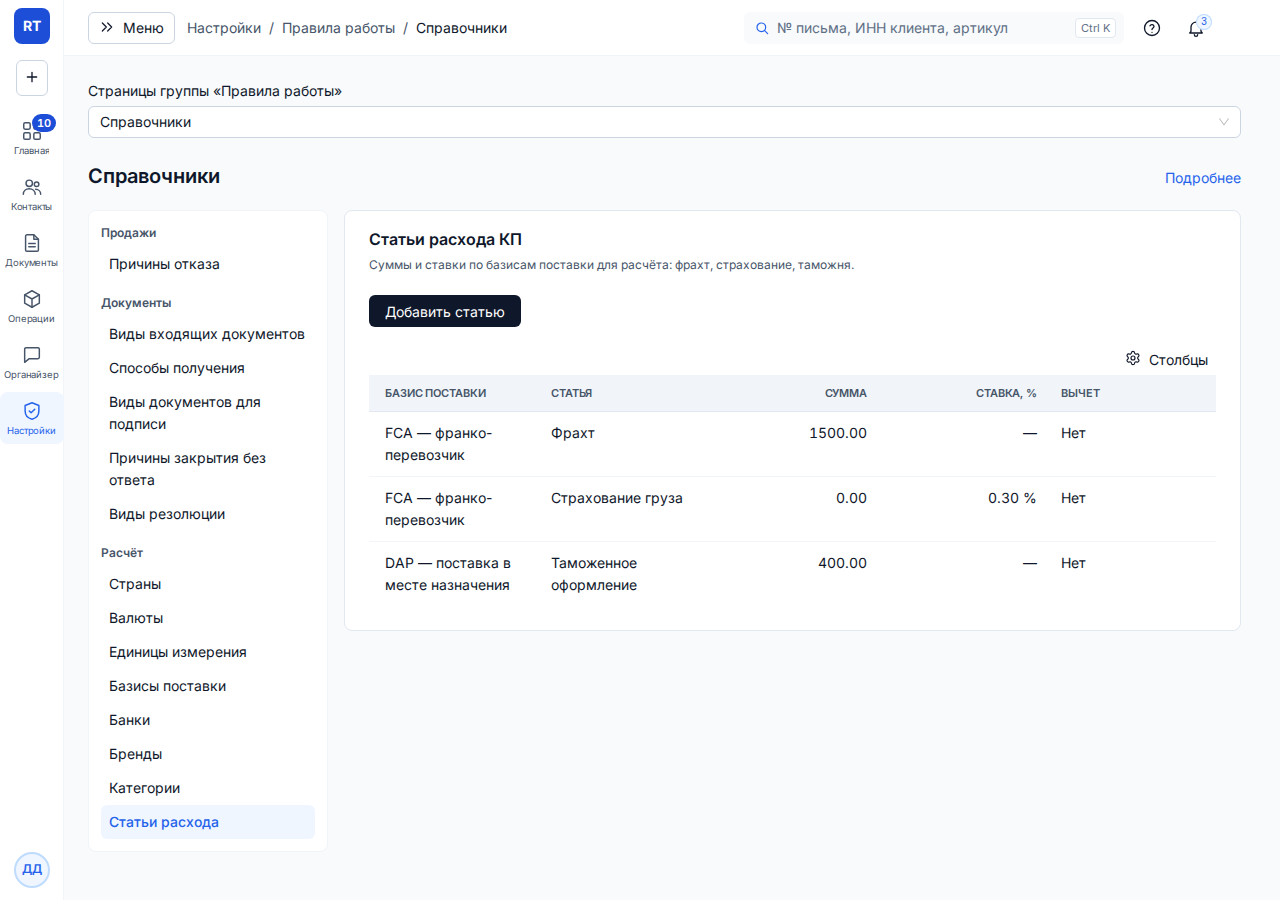 RT
Меню
Настройки / Правила работы / Справочники
№ письма, ИНН клиента, артикул
Ctrl K
3
10
Главная
Контакты
Документы
Операции
Органайзер
Настройки
ДД
Страницы группы «Правила работы»
Справочники
Справочники
Подробнее
Продажи
Причины отказа
Документы
Виды входящих документов
Способы получения
Виды документов для
подписи
Причины закрытия без
ответа
Виды резолюции
Расчёт
Страны
Валюты
Единицы измерения
Базисы поставки
Банки
Бренды
Категории
Статьи расхода
Статьи расхода КП
Суммы и ставки по базисам поставки для расчёта: фрахт, страхование, таможня.
Добавить статью
Столбцы
БАЗИС ПОСТАВКИ СТАТЬЯ СУММА СТАВКА, % ВЫЧЕТ
FCA — франко- Фрахт 1500.00 — Нет
перевозчик
FCA — франко- Страхование груза 0.00 0.30 % Нет
перевозчик
DAP — поставка в Таможенное 400.00 — Нет
месте назначения оформление